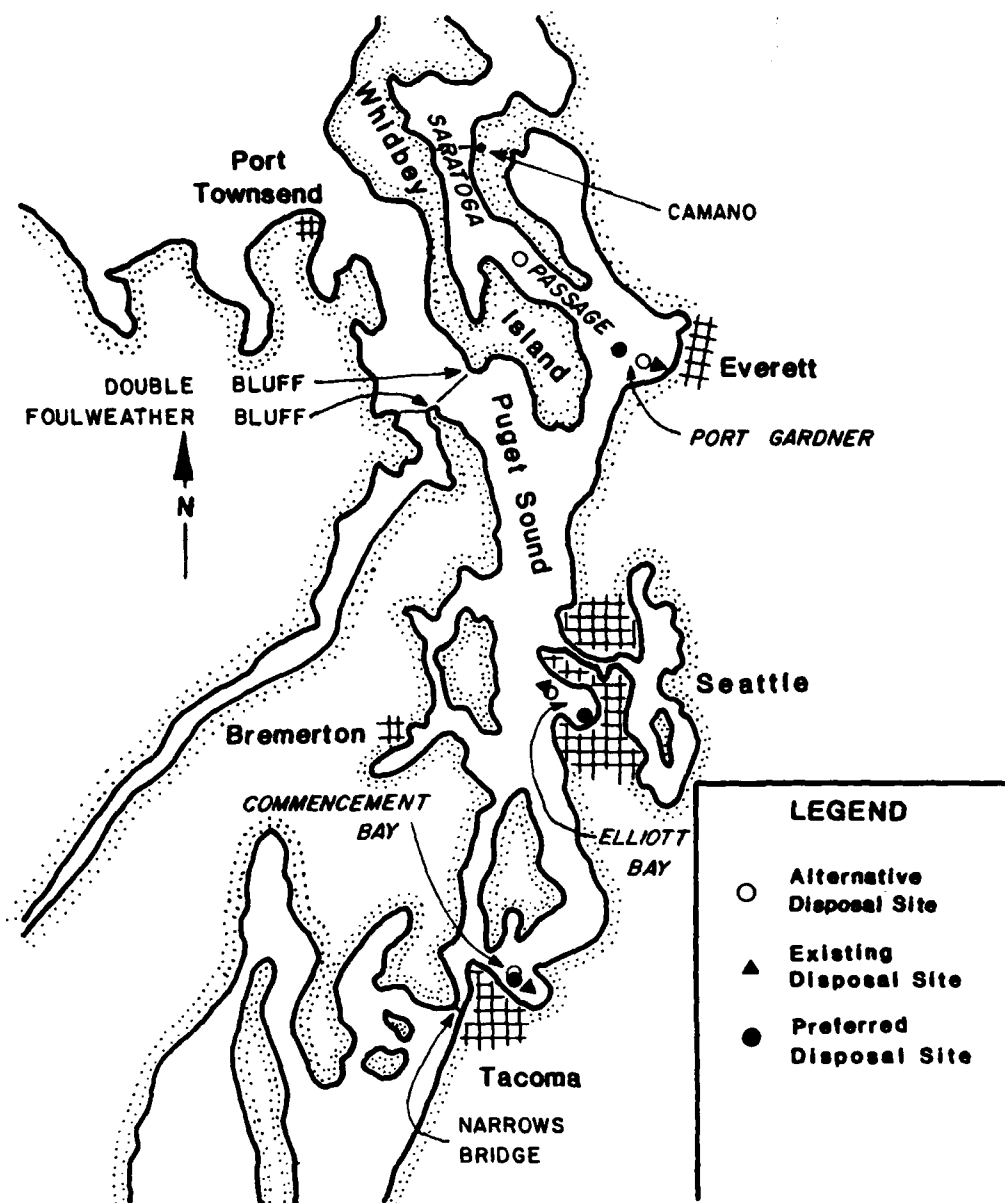 Whidbey
SARATOGA
PASSAGE
Port
Townsend
CAMANO
Island
Everett
DOUBLE BLUFF
FOULWEATHER BLUFF
PORT GARDNER
N
Puget Sound
Seattle
Bremerton
COMMENCEMENT
BAY
ELLIOTT
BAY
Tacoma
NARROWS
BRIDGE
LEGEND
Alternative
Disposal Site
Existing
Disposal Site
Preferred
Disposal Site